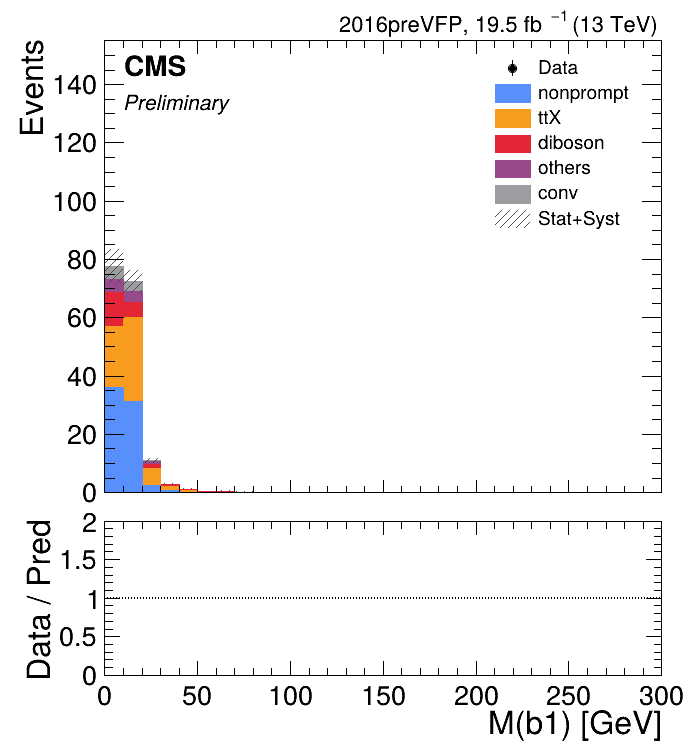 2016preVFP, 19.5 fb⁻¹ (13 TeV)
Events
CMS
Preliminary
Data
nonprompt
ttX
diboson
others
conv
Stat+Syst
140
120
100
80
60
40
20
0
Data / Pred
2
1.5
1
0.5
0
0 50 100 150 200 250 300
M(b1) [GeV]